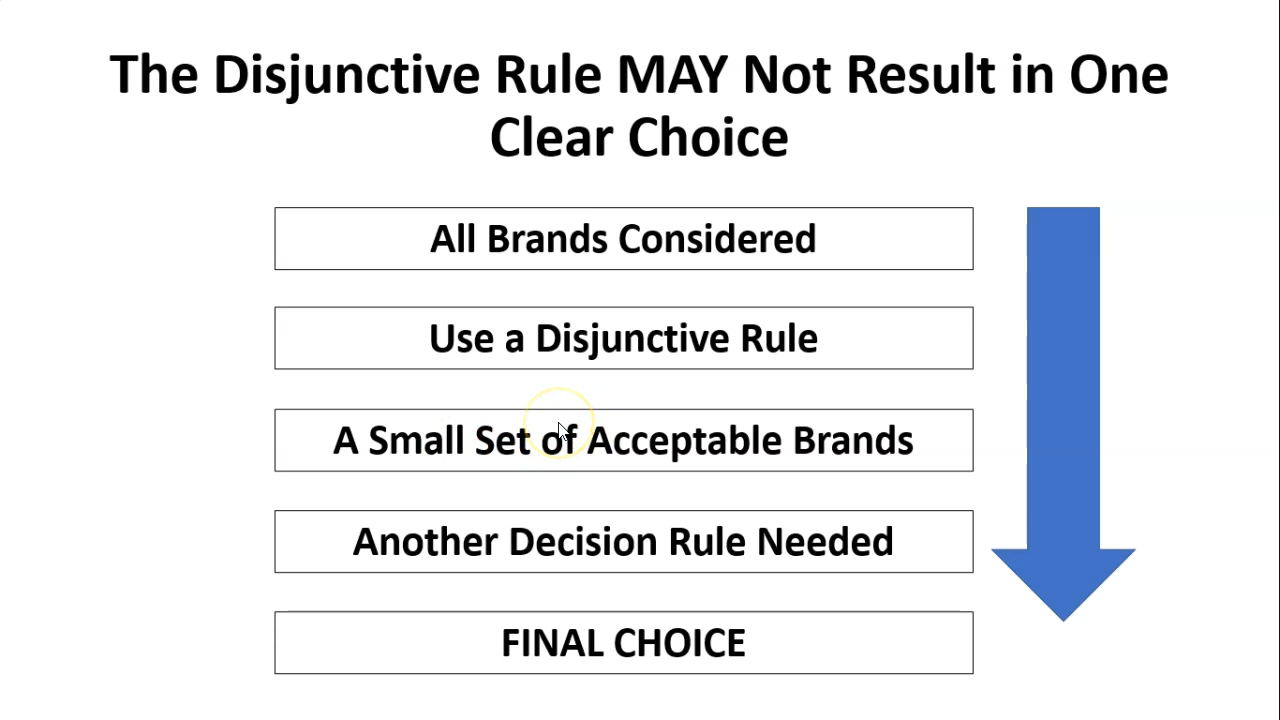 The Disjunctive Rule MAY Not Result in One
Clear Choice
All Brands Considered
Use a Disjunctive Rule
A Small Set of Acceptable Brands
Another Decision Rule Needed
FINAL CHOICE